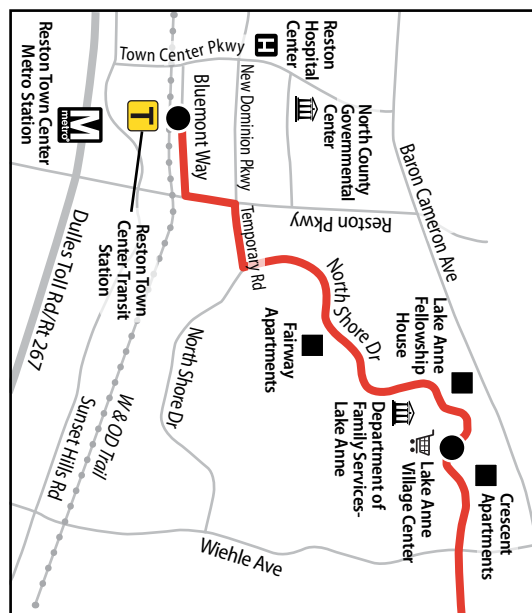 Reston
Hospital
Center
H
Town Center Pkwy
North County
Governmental
Center
Baron Cameron Ave
New Dominion Pkwy
Bluemont Way
T
Reston Town Center
Metro Station
M
metro
Reston Town
Center Transit
Station
Dulles Toll Rd/Rt 267
Reston Pkwy
Temporary Rd
North Shore Dr
Lake Anne
Fellowship
House
Fairway
Apartments
North Shore Dr
Department of
Family Services-
Lake Anne
Lake Anne
Village Center
Crescent
Apartments
W & OD Trail
Sunset Hills Rd
Wiehle Ave